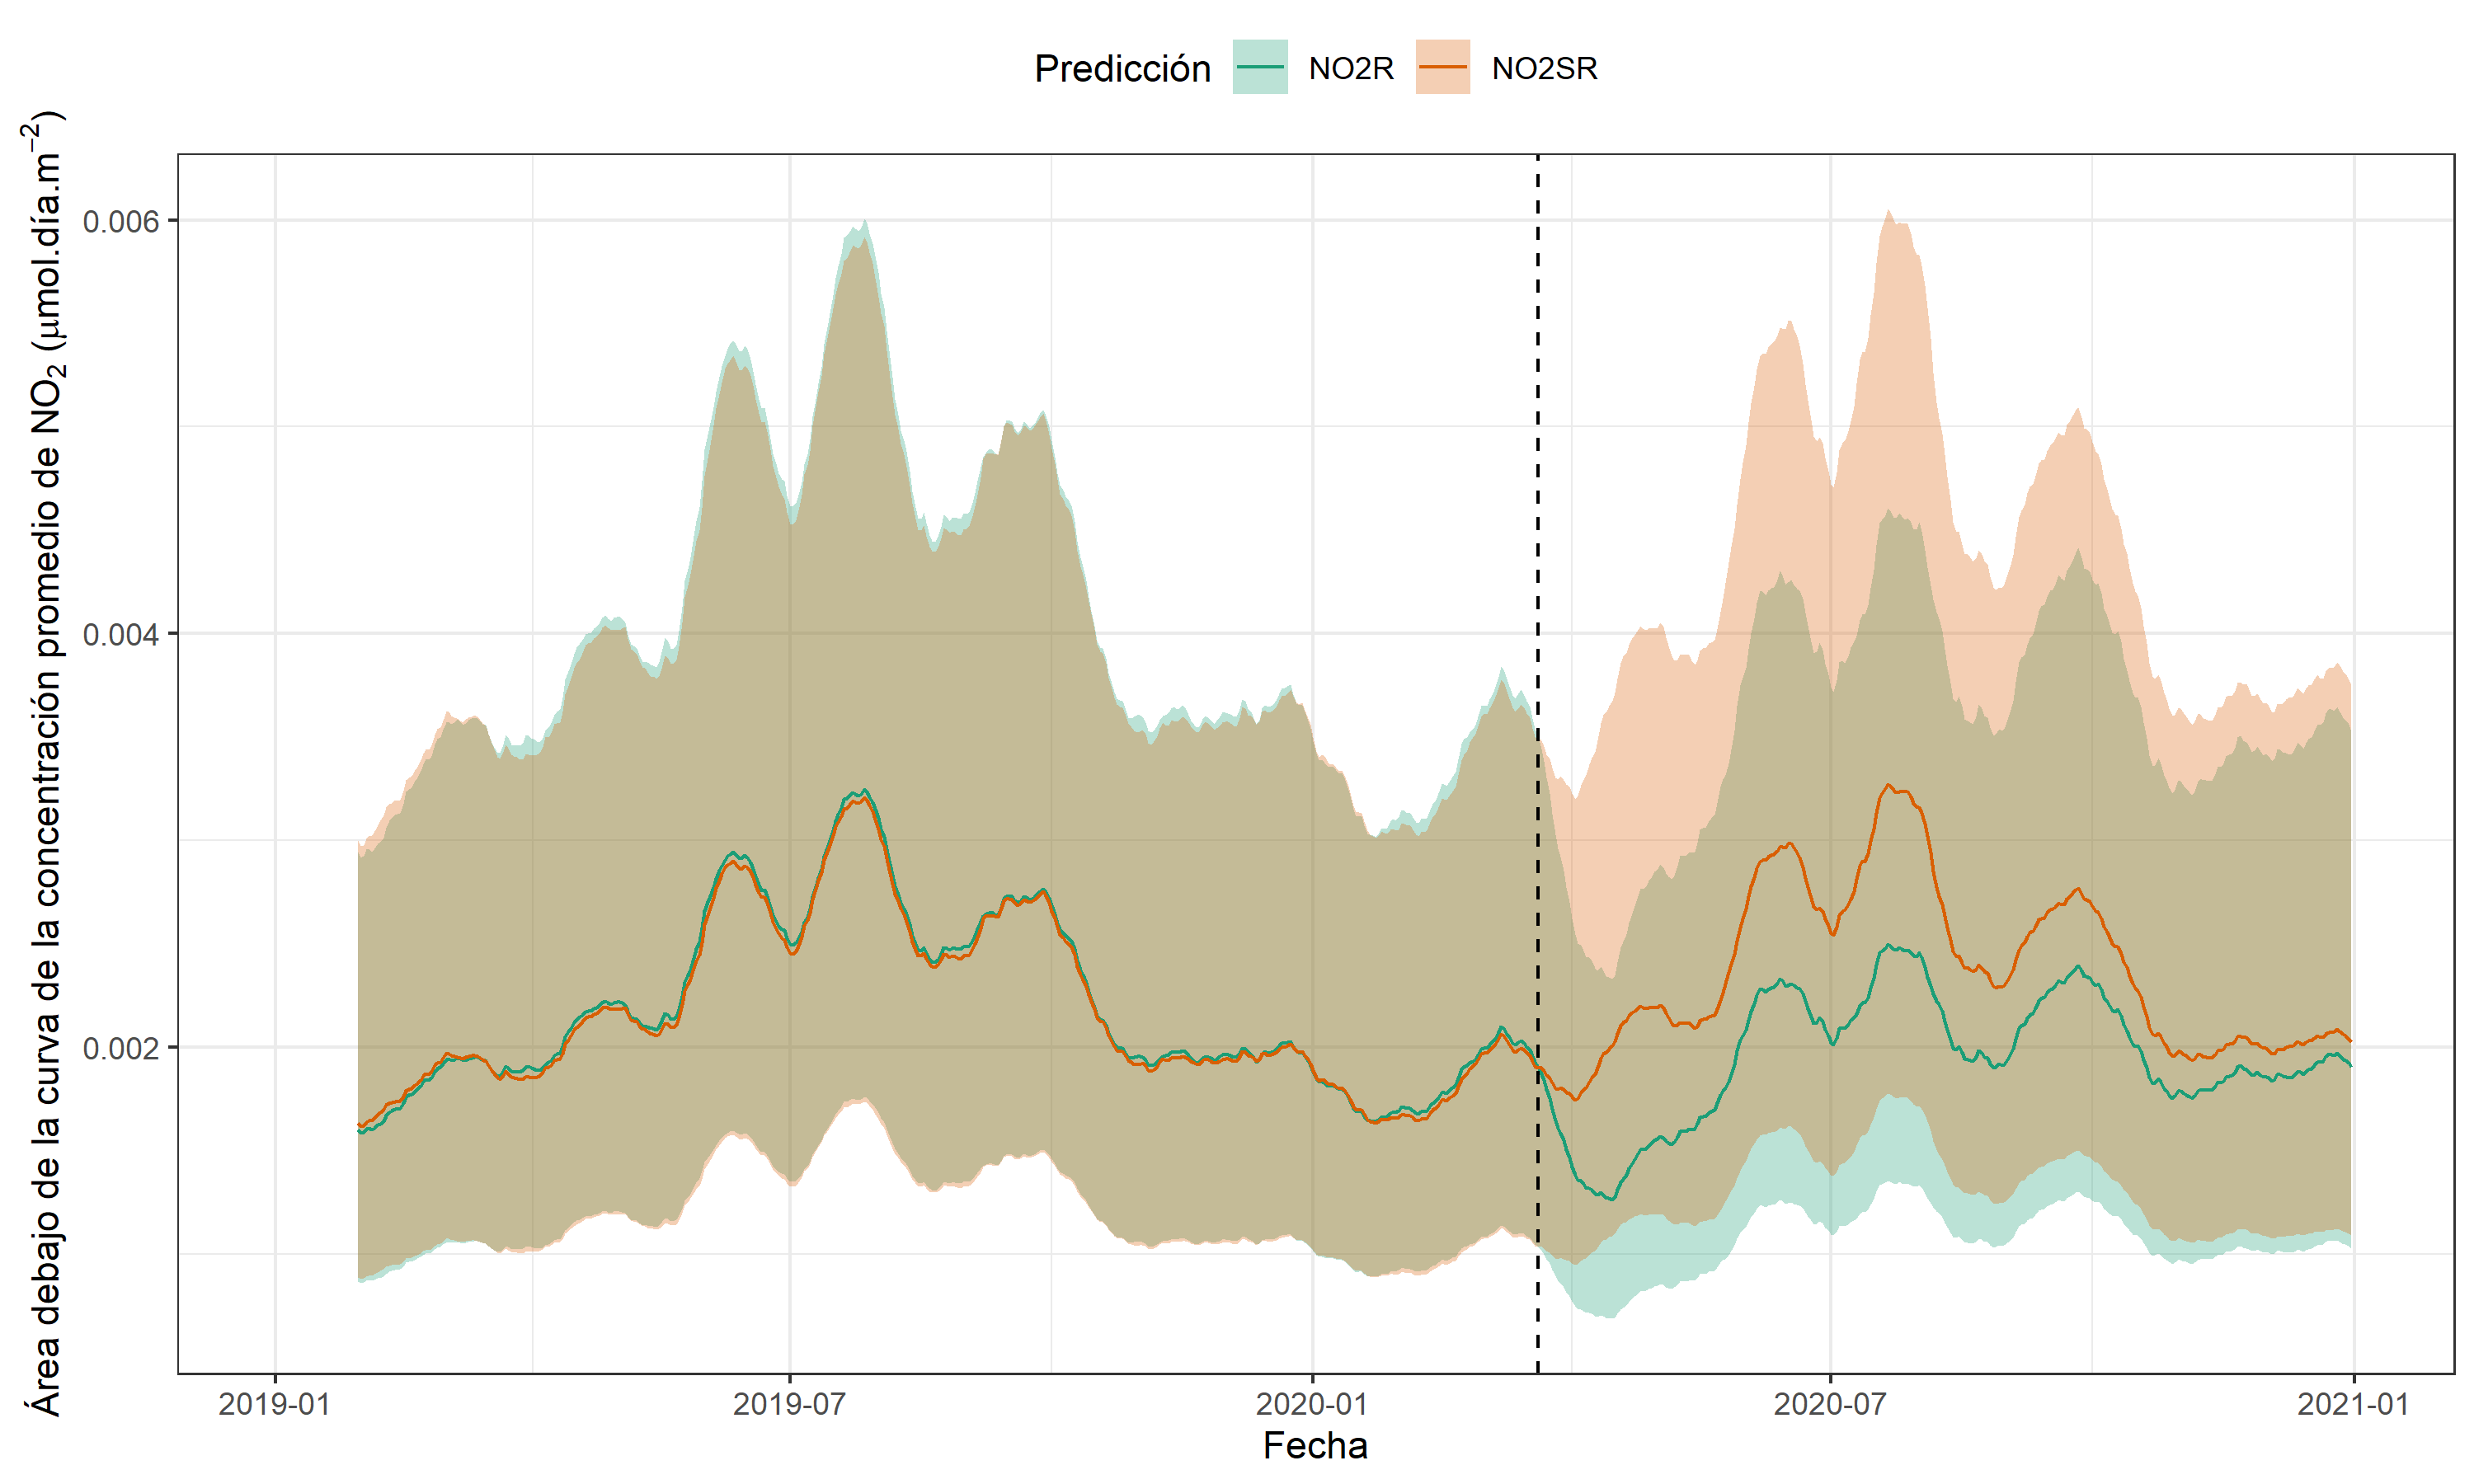 Predicción NO2R NO2SR
Área debajo de la curva de la concentración promedio de NO₂ (μmol.día.m⁻²)
0.006
0.004
0.002
2019-01 2019-07 2020-01 2020-07 2021-01
Fecha